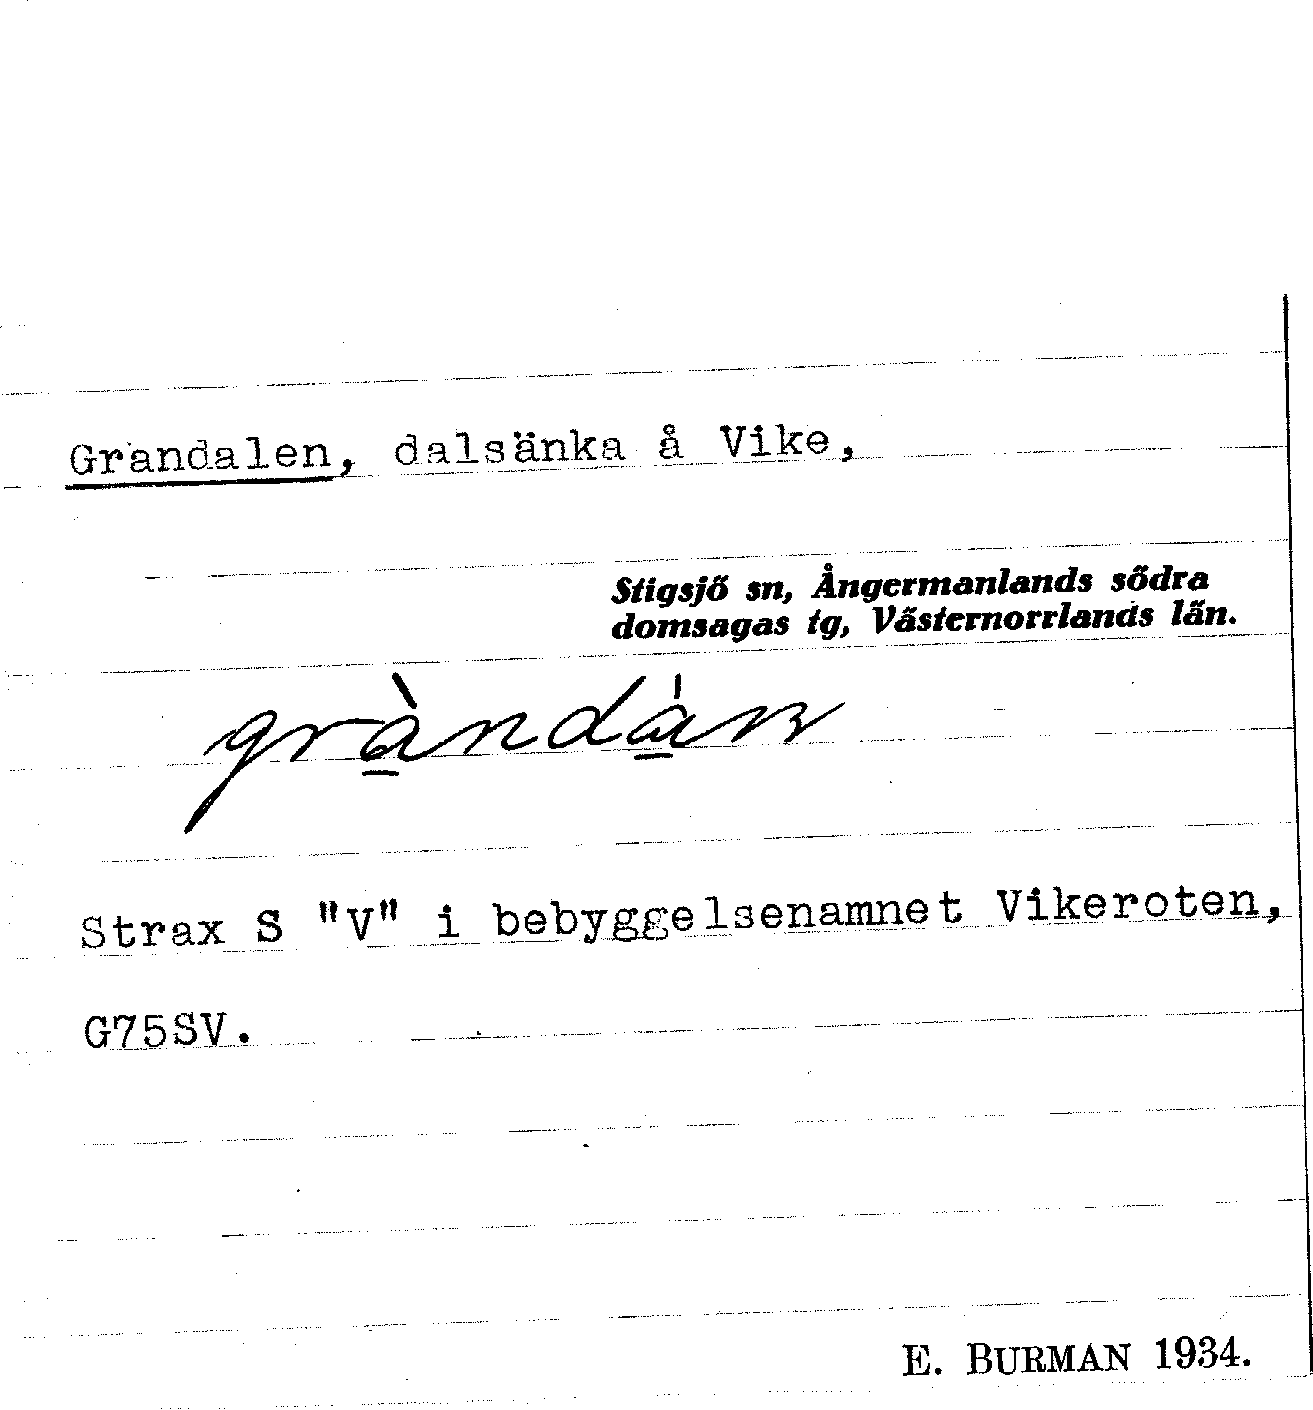 Grandalen, dalsänka å Vike,
Stigsjö sn, Ångermanlands södra
domsagas tg, Västernorrlands län.
gràndán
Strax S "V" i bebyggelsenamnet Vikeroten,
G75SV.
E. BURMAN 1934.